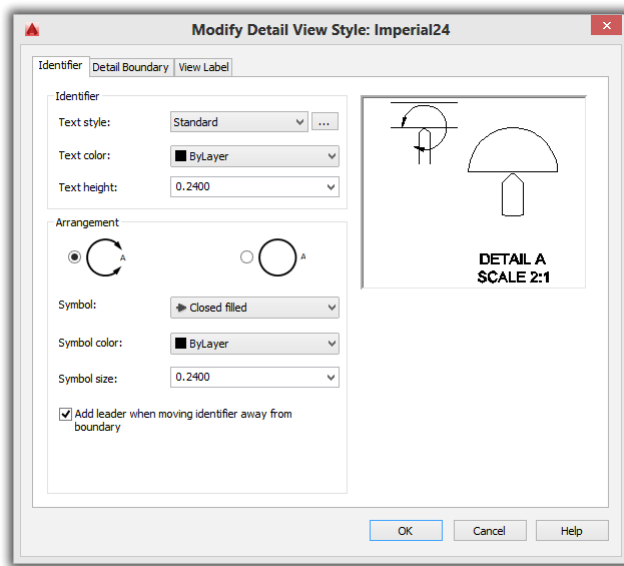 Modify Detail View Style: Imperial24
Identifier Detail Boundary View Label
Identifier
Text style: Standard ...
Text color: ByLayer
Text height: 0.2400
Arrangement
A A
Symbol: Closed filled
Symbol color: ByLayer
Symbol size: 0.2400
Add leader when moving identifier away from
boundary
DETAIL A
SCALE 2:1
OK Cancel Help